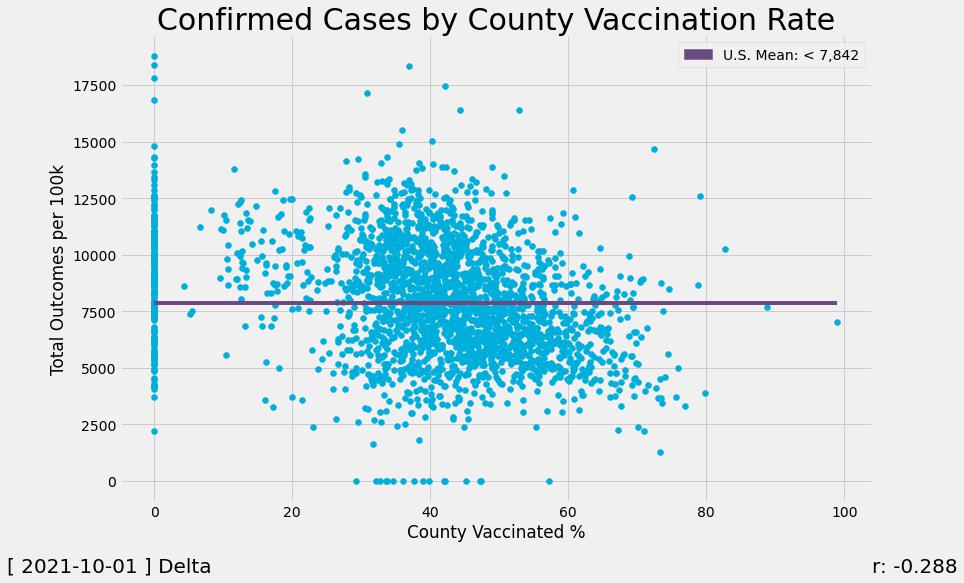 Confirmed Cases by County Vaccination Rate
U.S. Mean: < 7,842
Total Outcomes per 100k
17500
15000
12500
10000
7500
5000
2500
0
0 20 40 60 80 100
County Vaccinated %
[ 2021-10-01 ] Delta
r: -0.288